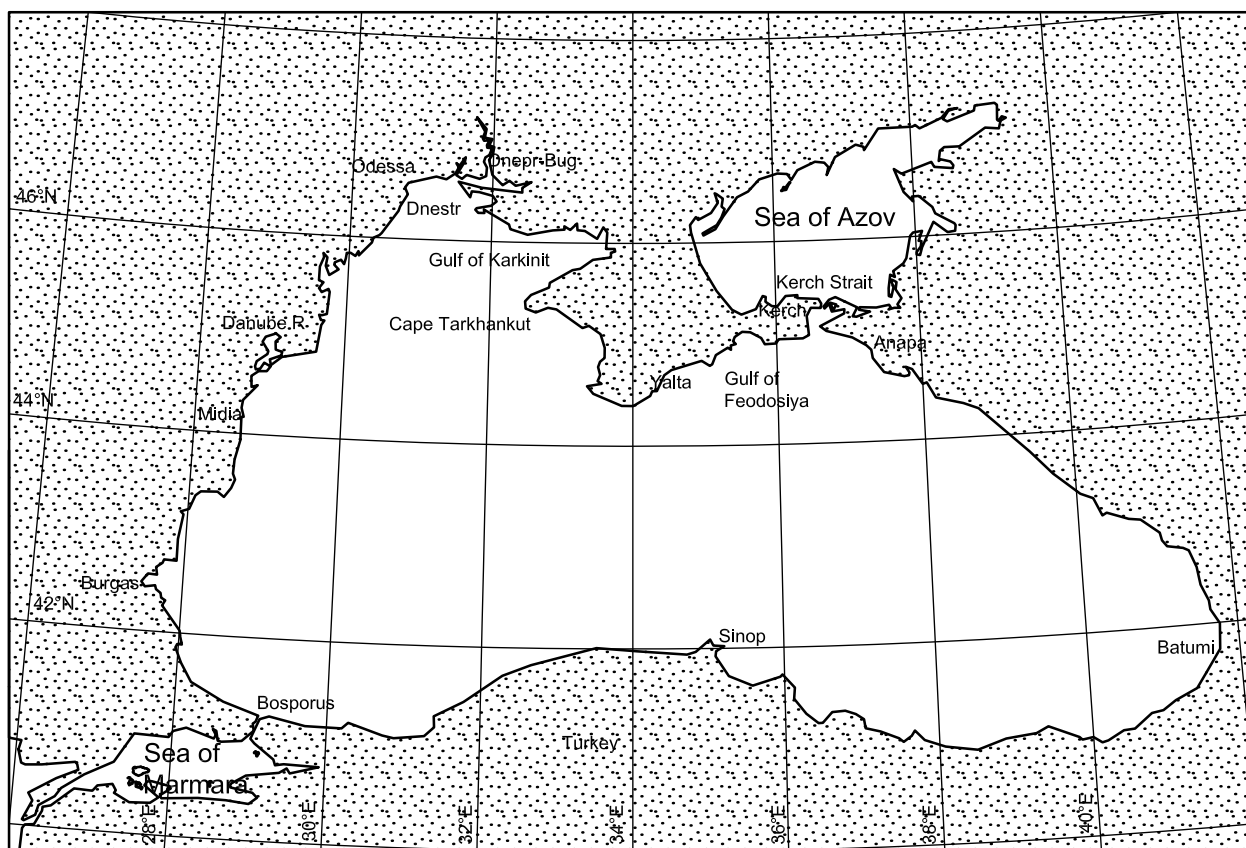 Odessa
Dnepr-Bug
46°N
Dnestr
Sea of Azov
Gulf of Karkinit
Kerch Strait
Kerch
Danube R.
Cape Tarkhankut
Anapa
Yalta
Gulf of
Feodosiya
44°N
Midia
Burgas
42°N
Sinop
Batumi
Bosporus
Turkey
Sea of
Marmara
28°E
30°E
32°E
34°E
36°E
38°E
40°E